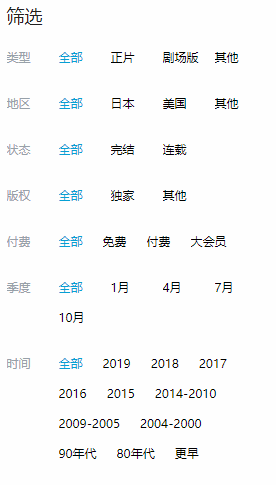 筛选
类型 全部 正片 剧场版 其他
地区 全部 日本 美国 其他
状态 全部 完结 连载
版权 全部 独家 其他
付费 全部 免费 付费 大会员
季度 全部 1月 4月 7月
10月
时间 全部 2019 2018 2017
2016 2015 2014-2010
2009-2005 2004-2000
90年代 80年代 更早